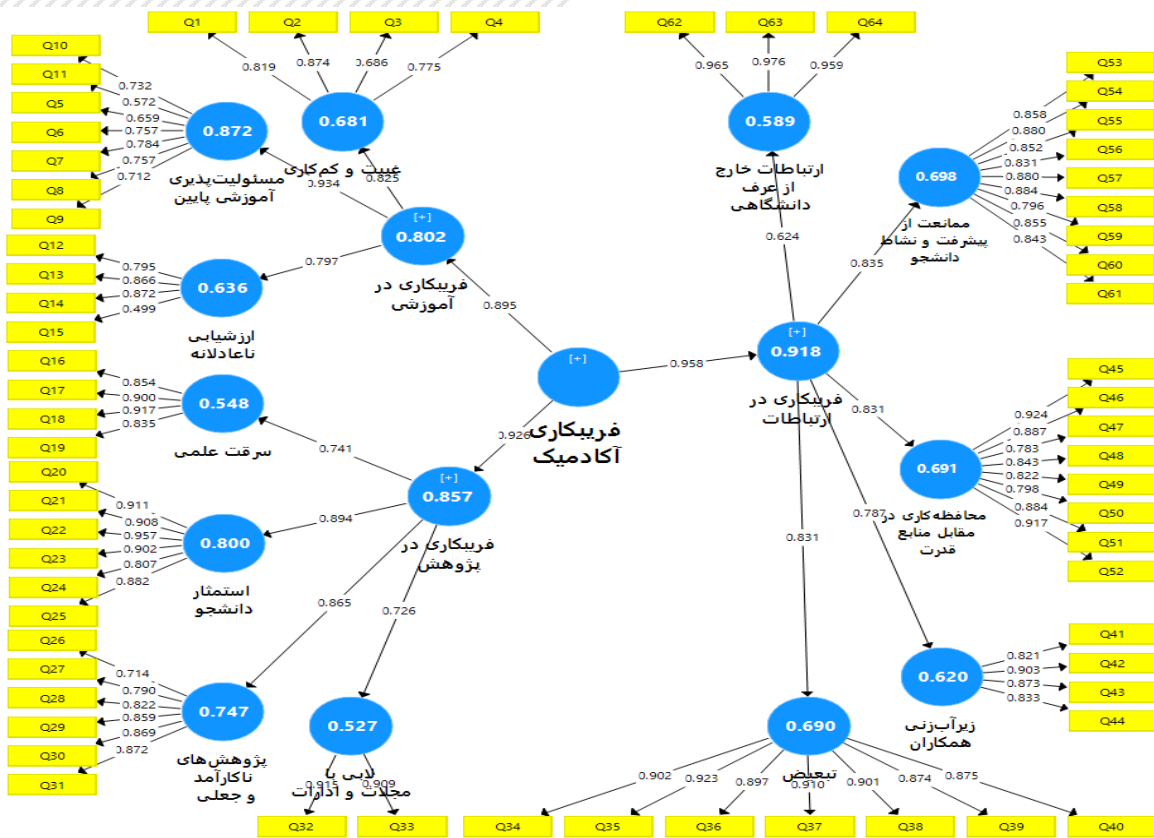 Q1
Q2
Q3
Q4
Q62
Q63
Q64
Q10
Q11
Q5
Q6
Q7
Q8
Q9
0.732
0.572
0.659
0.757
0.784
0.757
0.712
0.872
مسئولیت‌پذیری
آموزشی پایین
0.819
0.874
0.686
0.775
0.681
غیبت و کم‌کاری
0.934
0.825
0.965
0.976
0.959
0.589
ارتباطات خارج
از عرف
دانشگاهی
0.624
Q53
Q54
Q55
Q56
Q57
Q58
Q59
Q60
Q61
0.858
0.880
0.852
0.831
0.880
0.884
0.796
0.855
0.843
0.698
ممانعت از
پیشرفت و نشاط
دانشجو
0.835
[+]
0.802
فریبکاری در
آموزشی
0.797
0.895
Q12
Q13
Q14
Q15
0.795
0.866
0.872
0.499
0.636
ارزشیابی
ناعادلانه
[+]
فریبکاری
آکادمیک
0.958
0.926
[+]
0.918
فریبکاری در
ارتباطات
0.831
Q16
Q17
Q18
Q19
0.854
0.900
0.917
0.835
0.548
سرقت علمی
0.741
Q45
Q46
Q47
Q48
Q49
Q50
Q51
Q52
0.924
0.887
0.783
0.843
0.822
0.798
0.884
0.917
0.691
محافظه‌کاری در
مقابل منابع
قدرت
0.787
0.831
[+]
0.857
فریبکاری در
پژوهش
0.894
0.865
0.726
Q20
Q21
Q22
Q23
Q24
Q25
0.911
0.908
0.957
0.902
0.807
0.882
0.800
استمثار
دانشجو
Q26
Q27
Q28
Q29
Q30
Q31
0.714
0.790
0.822
0.859
0.869
0.872
0.747
پژوهش‌های
ناکارآمد
و جعلی
0.527
لابی با
مجلات و ادارات
0.915
0.909
Q32
Q33
0.690
تبعیض
0.902
0.923
0.897
0.910
0.901
0.874
0.875
Q34
Q35
Q36
Q37
Q38
Q39
Q40
Q41
Q42
Q43
Q44
0.821
0.903
0.873
0.833
0.620
زیرآب‌زنی
همکاران